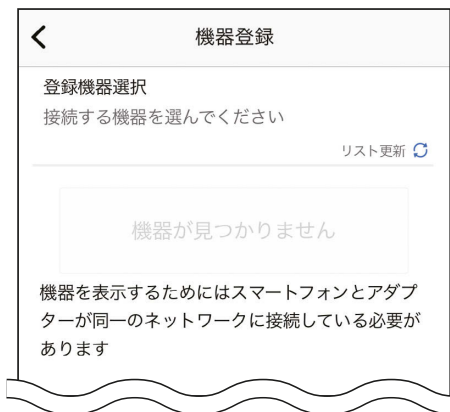 機器登録
登録機器選択
接続する機器を選んでください
リスト更新
機器が見つかりません
機器を表示するためにはスマートフォンとアダプ
ターが同一のネットワークに接続している必要が
あります